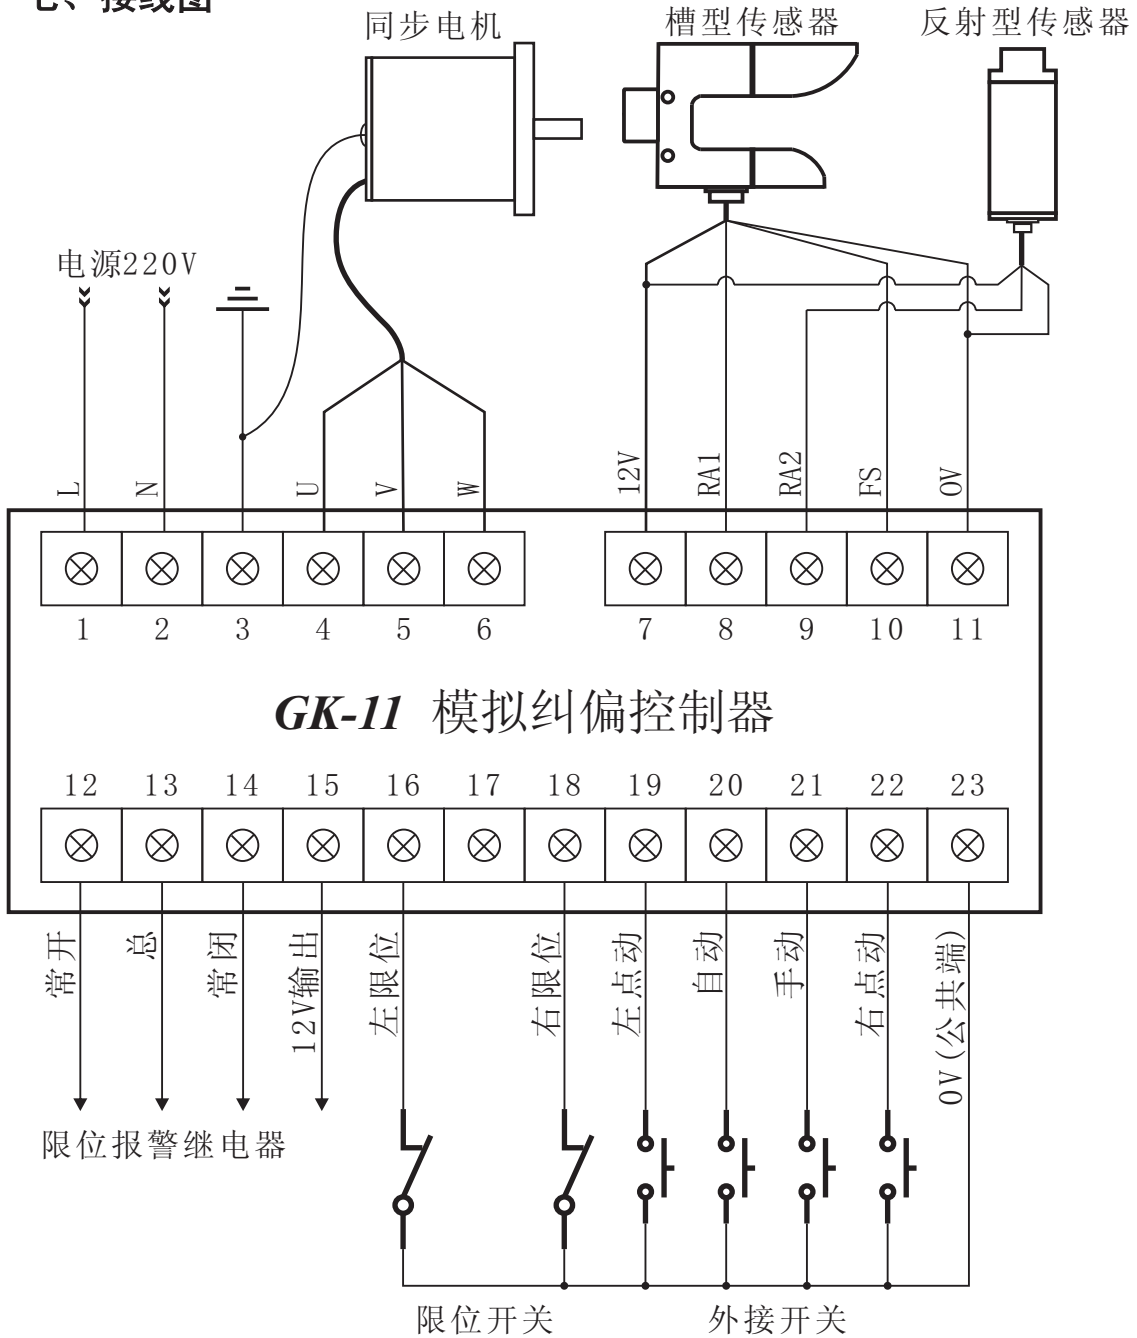 七、接线图
同步电机
槽型传感器
反射型传感器
电源220V
L
N
U
V
W
12V
RA1
RA2
FS
0V
1 2 3 4 5 6 7 8 9 10 11
GK-11 模拟纠偏控制器
12 13 14 15 16 17 18 19 20 21 22 23
常开
总
常闭
12V输出
左限位
右限位
左点动
自动
手动
右点动
0V(公共端)
限位报警继电器
限位开关
外接开关